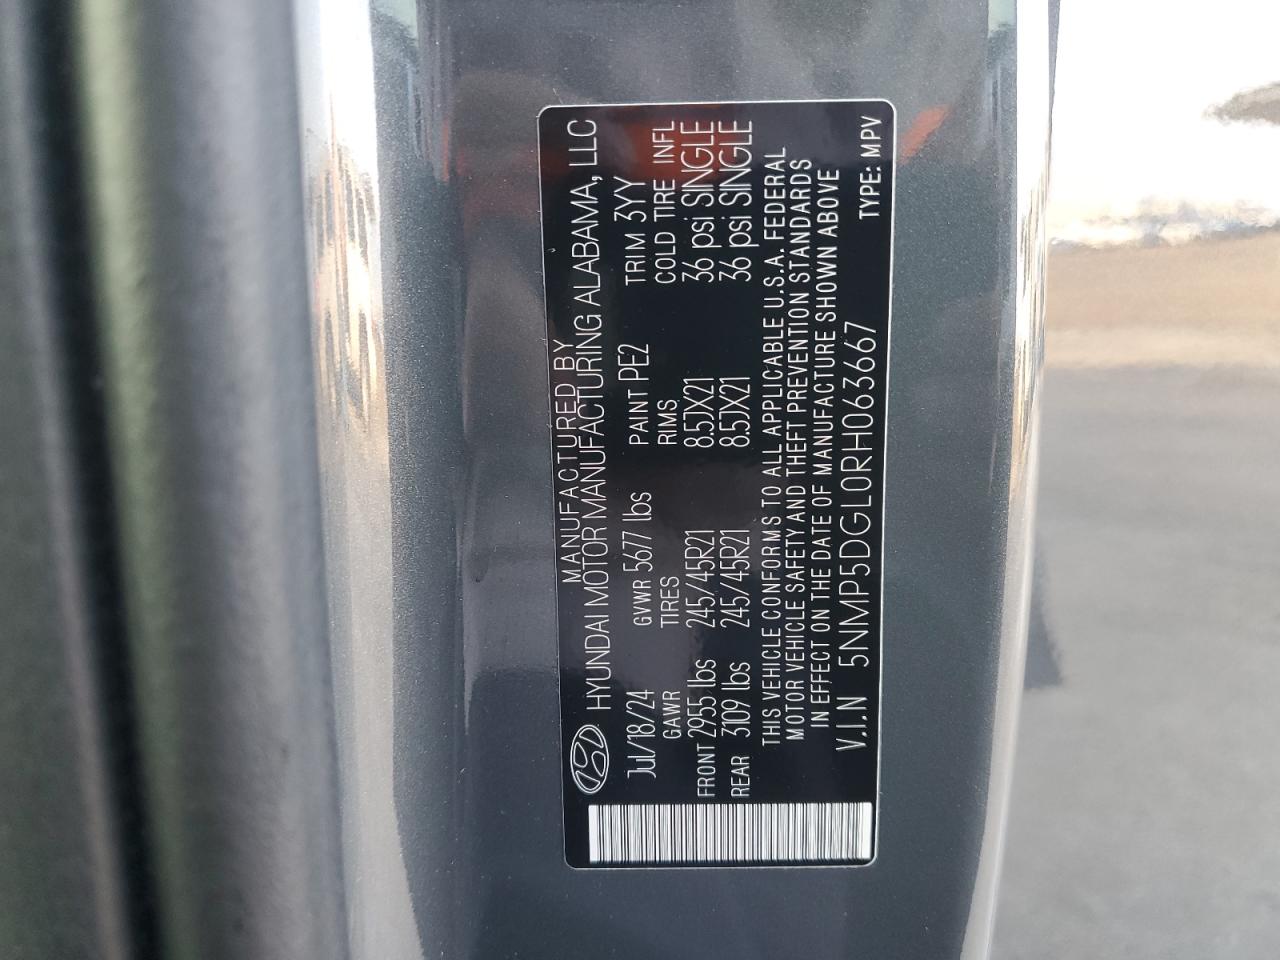 MANUFACTURED BY
HYUNDAI MOTOR MANUFACTURING ALABAMA, LLC
Jul/18/24 GVWR 5677 lbs PAINT PE2 TRIM 3YY
GAWR TIRES RIMS COLD TIRE INFL
FRONT 2955 lbs 245/45R21 8.5JX21 36 psi SINGLE
REAR 3109 lbs 245/45R21 8.5JX21 36 psi SINGLE
THIS VEHICLE CONFORMS TO ALL APPLICABLE U.S.A. FEDERAL
MOTOR VEHICLE SAFETY AND THEFT PREVENTION STANDARDS
IN EFFECT ON THE DATE OF MANUFACTURE SHOWN ABOVE
V.I.N 5NMP5DGL0RH063667 TYPE: MPV